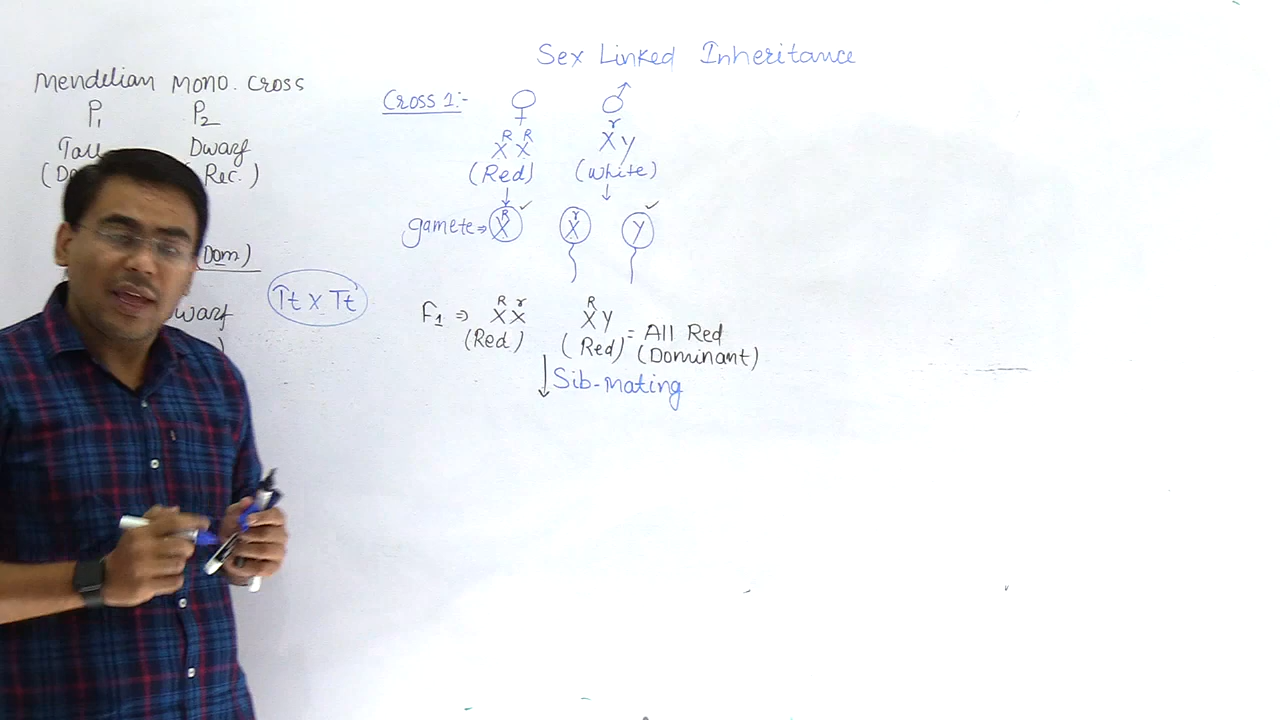 Sex Linked Inheritance
Mendelian Mono. Cross
P1 P2
Tall Dwarf
Rec.)
(Dom)
Tt x Tt
Cross 1:- ♀ ♂
R R r
X X X y
(Red) (White)
gamete⇒ R X ✓ r X y ✓
R r R
F1 ⇒ X X X y
(Red) (Red) = All Red
(Dominant)
↓ Sib-mating